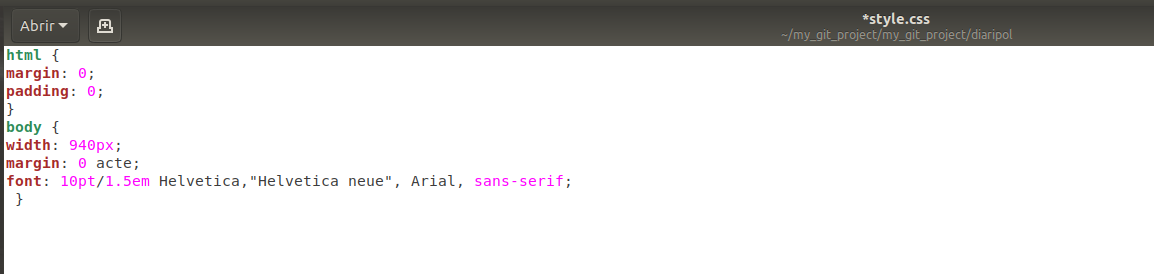 Abrir
*style.css
~/my_git_project/my_git_project/diaripol
html {
margin: 0;
padding: 0;
}
body {
width: 940px;
margin: 0 acte;
font: 10pt/1.5em Helvetica,"Helvetica neue", Arial, sans-serif;
 }